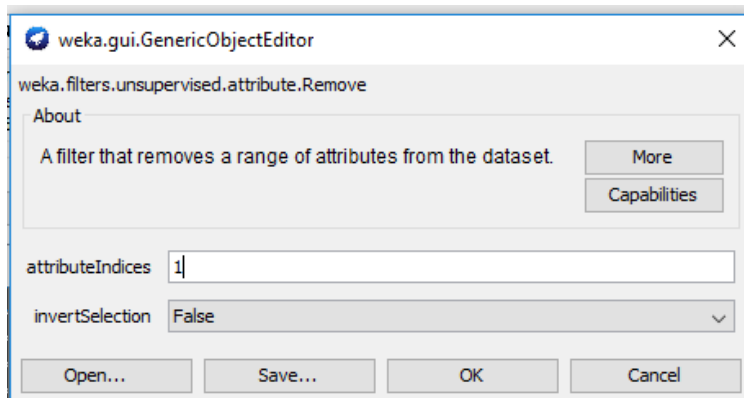 weka.gui.GenericObjectEditor
weka.filters.unsupervised.attribute.Remove
About
A filter that removes a range of attributes from the dataset.
More
Capabilities
attributeIndices 1
invertSelection False
Open... Save... OK Cancel